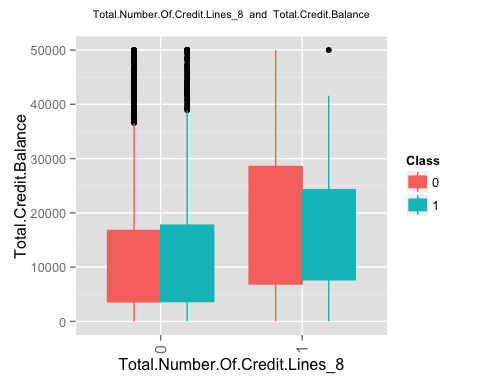 Total.Number.Of.Credit.Lines_8 and Total.Credit.Balance
Total.Credit.Balance
50000
40000
30000
20000
10000
0
0
1
Total.Number.Of.Credit.Lines_8
Class
0
1